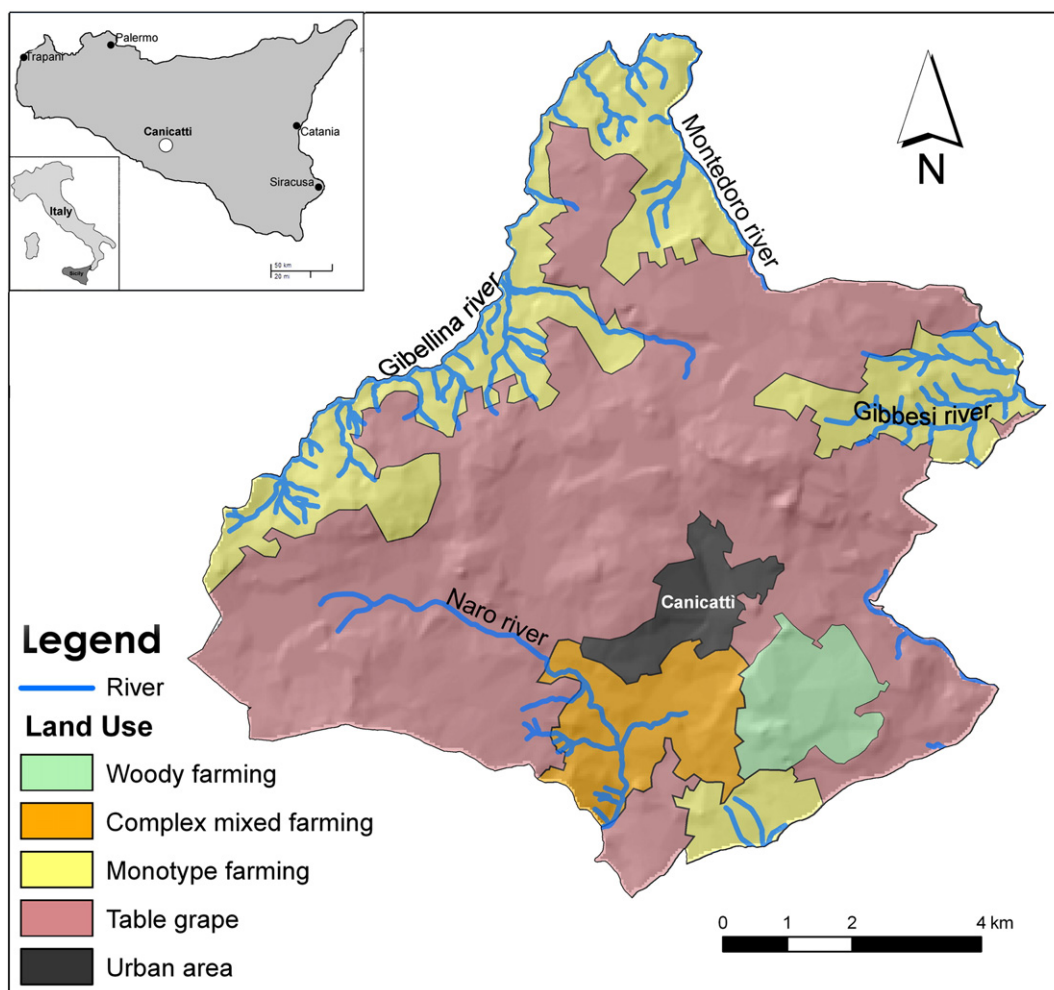 Palermo
Trapani
Canicattì
Catania
Siracusa
Italy
Sicily
50 km
20 mi
N
Montedoro river
Gibellina river
Gibbesi river
Canicattì
Naro river
Legend
River
Land Use
Woody farming
Complex mixed farming
Monotype farming
Table grape
Urban area
0 1 2 4 km